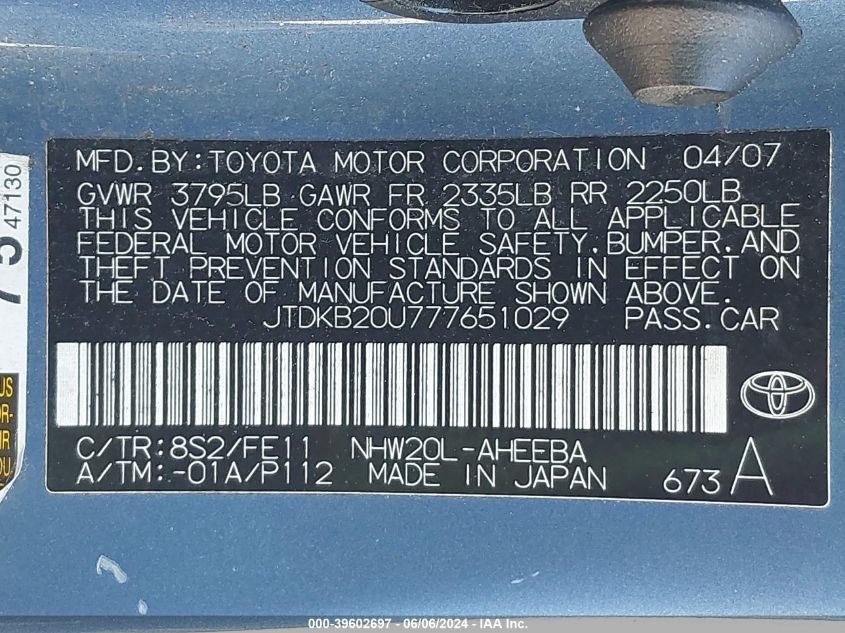 MFD. BY: TOYOTA MOTOR CORPORATION 04/07
GVWR 3795LB GAWR FR 2335LB RR 2250LB
THIS VEHICLE CONFORMS TO ALL APPLICABLE
FEDERAL MOTOR VEHICLE SAFETY, BUMPER, AND
THEFT PREVENTION STANDARDS IN EFFECT ON
THE DATE OF MANUFACTURE SHOWN ABOVE.
JTDKB20U777651029 PASS.CAR
C/TR:8S2/FE11 NHW20L-AHEEBA
A/TM:-01A/P112 MADE IN JAPAN 673 A
47130
000-39602697 - 06/06/2024 - IAA Inc.